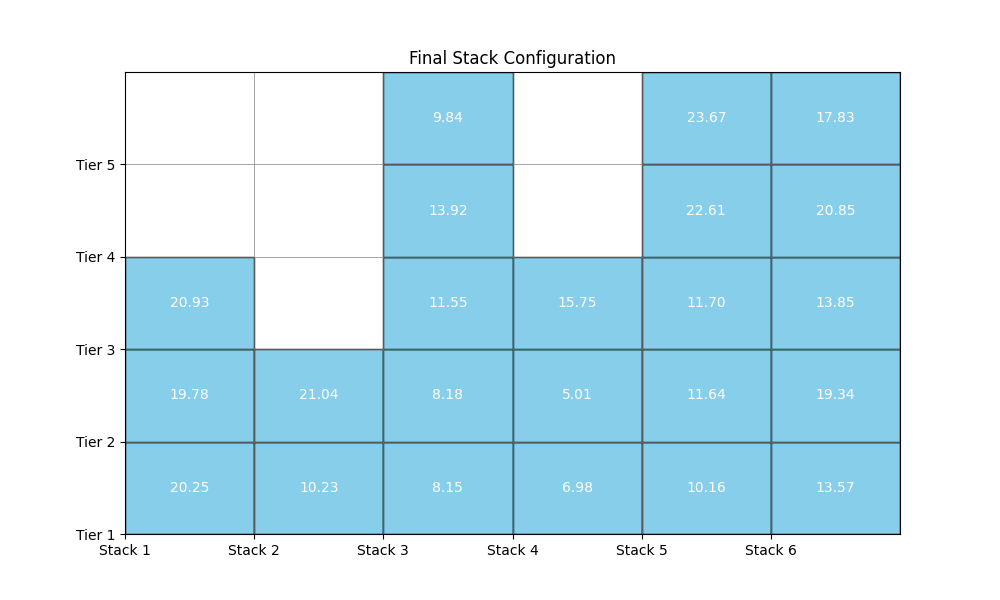 Final Stack Configuration
9.84 23.67 17.83
Tier 5
13.92 22.61 20.85
Tier 4
20.93 11.55 15.75 11.70 13.85
Tier 3
19.78 21.04 8.18 5.01 11.64 19.34
Tier 2
20.25 10.23 8.15 6.98 10.16 13.57
Tier 1
Stack 1 Stack 2 Stack 3 Stack 4 Stack 5 Stack 6